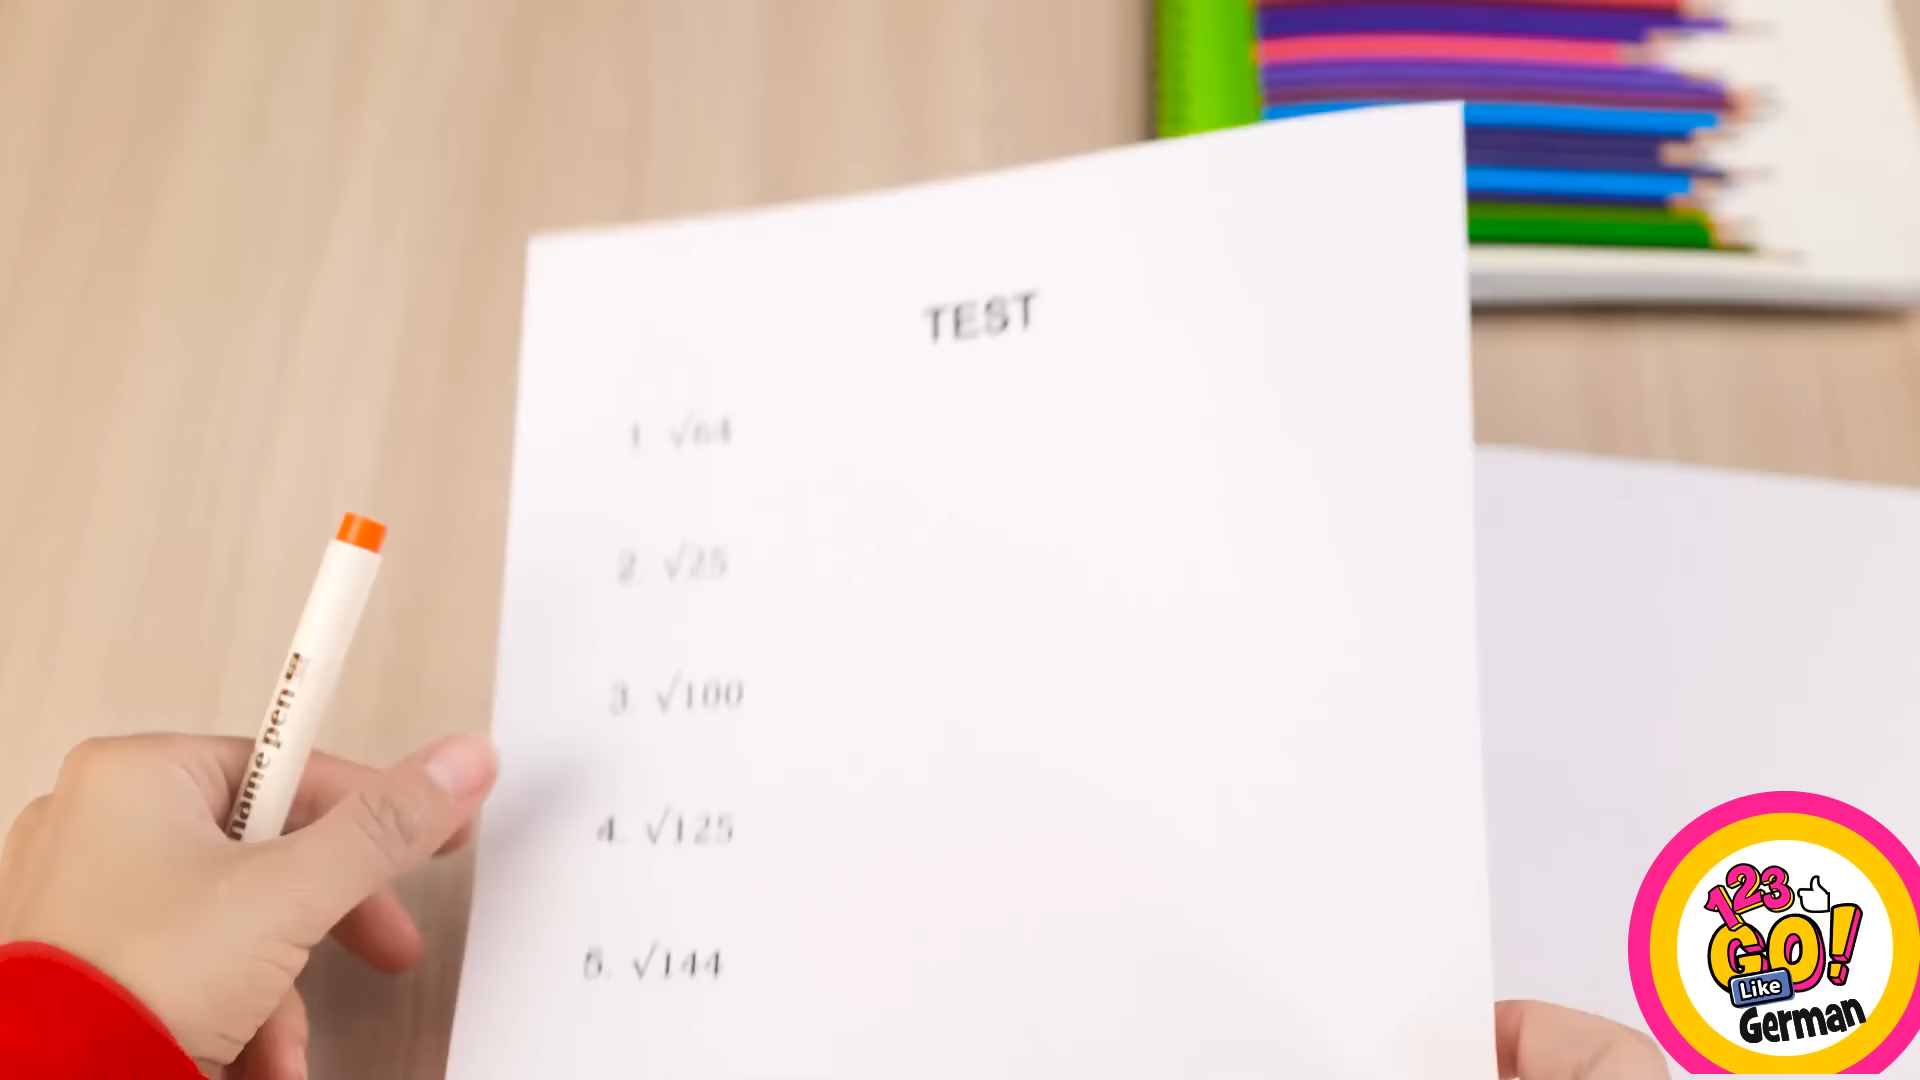 TEST
1. √64
2. √25
3. √100
4. √125
5. √144
name pen
123
GO!
Like
German